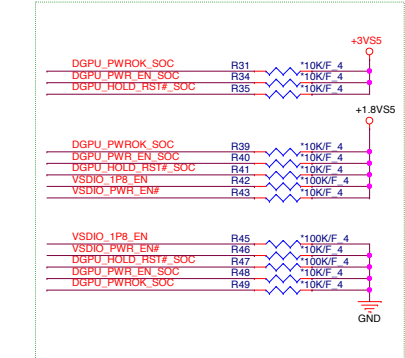 +3VS5
DGPU_PWROK_SOC R31 *10K/F_4
DGPU_PWR_EN_SOC R34 *10K/F_4
DGPU_HOLD_RST#_SOC R35 *10K/F_4
+1.8VS5
DGPU_PWROK_SOC R39 *10K/F_4
DGPU_PWR_EN_SOC R40 *10K/F_4
DGPU_HOLD_RST#_SOC R41 *10K/F_4
VSDIO_1P8_EN R42 *100K/F_4
VSDIO_PWR_EN# R43 *10K/F_4
VSDIO_1P8_EN R45 *100K/F_4
VSDIO_PWR_EN# R46 *10K/F_4
DGPU_HOLD_RST#_SOC R47 *100K/F_4
DGPU_PWR_EN_SOC R48 *10K/F_4
DGPU_PWROK_SOC R49 *10K/F_4
GND